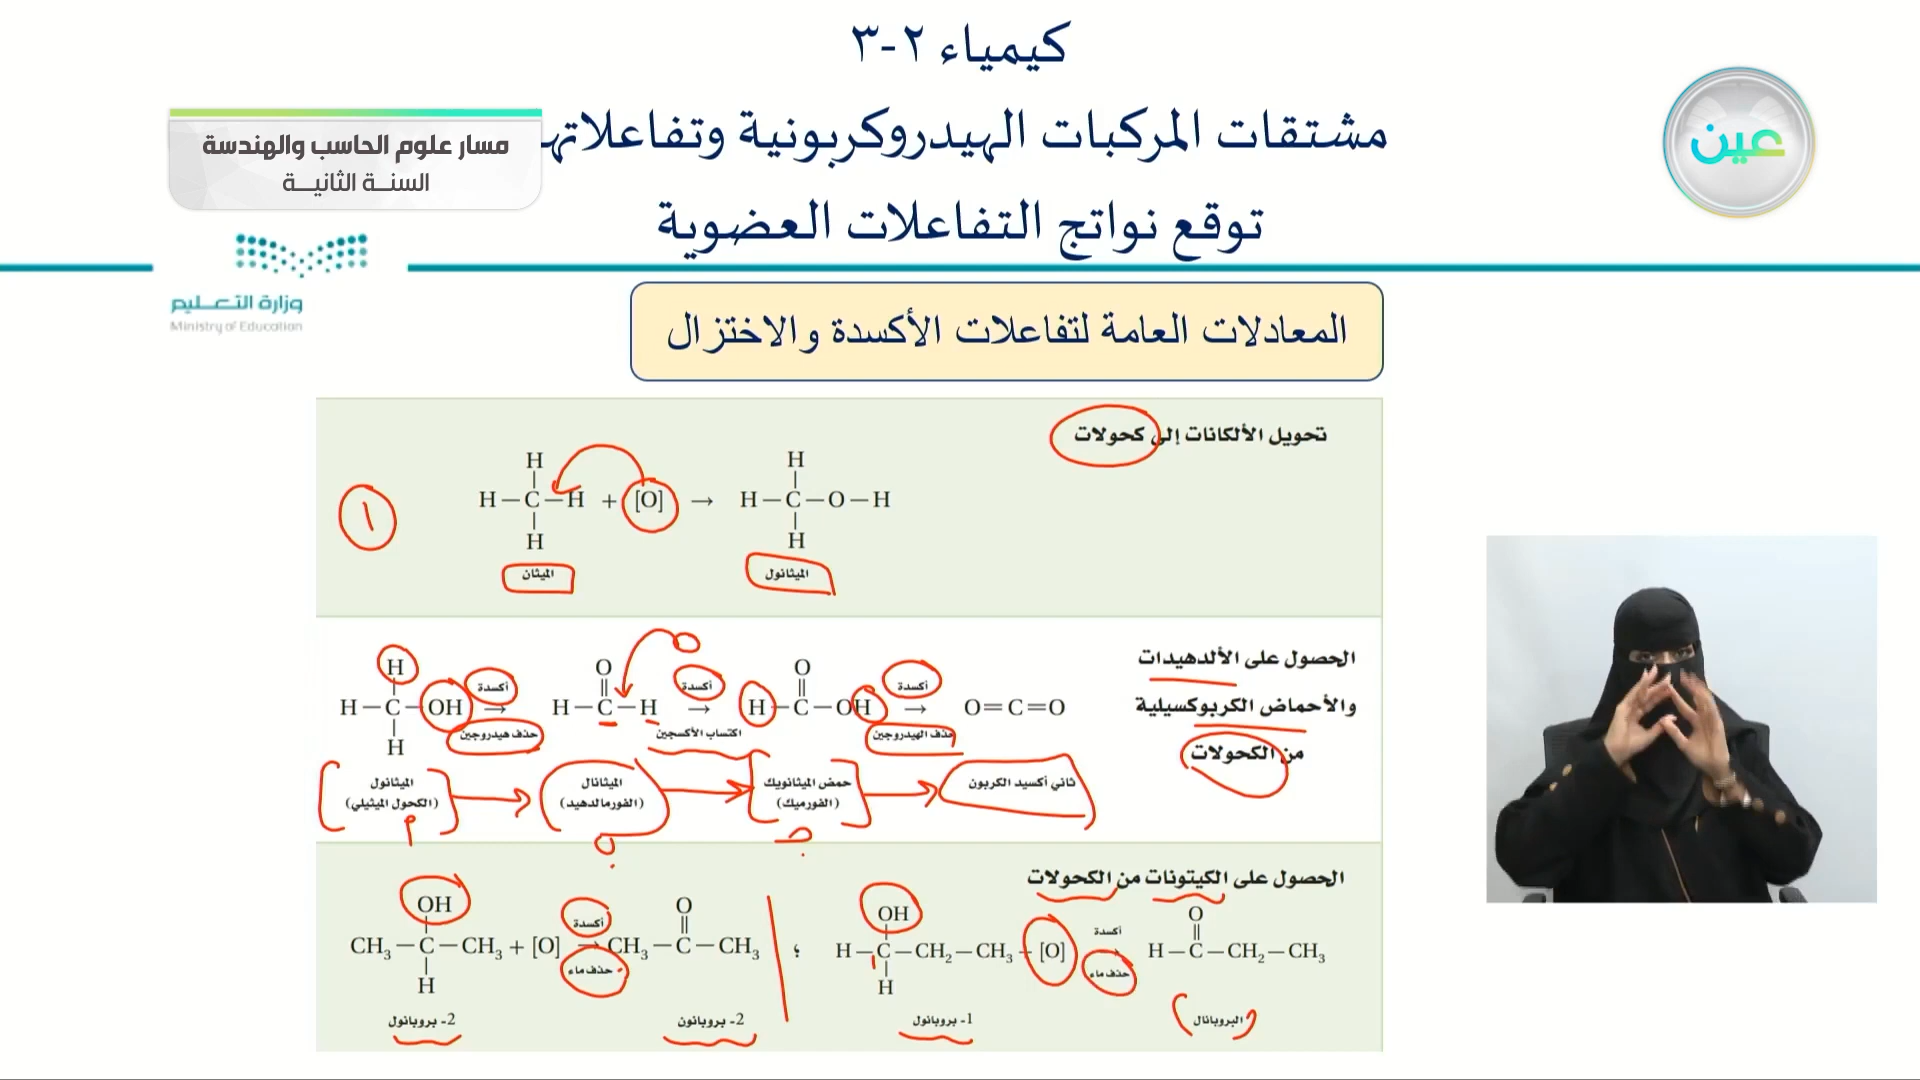 كيمياء ٢-٣
مشتقات المركبات الهيدروكربونية وتفاعلاتها
توقع نواتج التفاعلات العضوية
مسار علوم الحاسب والهندسة
السنة الثانية
عين
وزارة التعليم
Ministry of Education
المعادلات العامة لتفاعلات الأكسدة والاختزال
تحويل الألكانات إلى كحولات
H H
H—C—H + [O] → H—C—O—H
H H
١
الميثان الميثانول
الحصول على الألدهيدات
والأحماض الكربوكسيلية
من الكحولات
H O O
H—C—OH أكسدة → H—C—H أكسدة → H—C—OH أكسدة → O=C=O
حذف هيدروجين اكتساب الأكسجين حذف الهيدروجين
H
الميثانول الميثانال حمض الميثانويك ثاني أكسيد الكربون
(الكحول الميثيلي) (الفورمالدهيد) (الفورميك)
الحصول على الكيتونات من الكحولات
OH O
CH₃—C—CH₃ + [O] أكسدة → CH₃—C—CH₃ ؛
حذف ماء
H
2- بروبانول 2- بروبانون
OH O
H—C—CH₂—CH₃ + [O] أكسدة → H—C—CH₂—CH₃
حذف ماء
H
1- بروبانول البروبانال